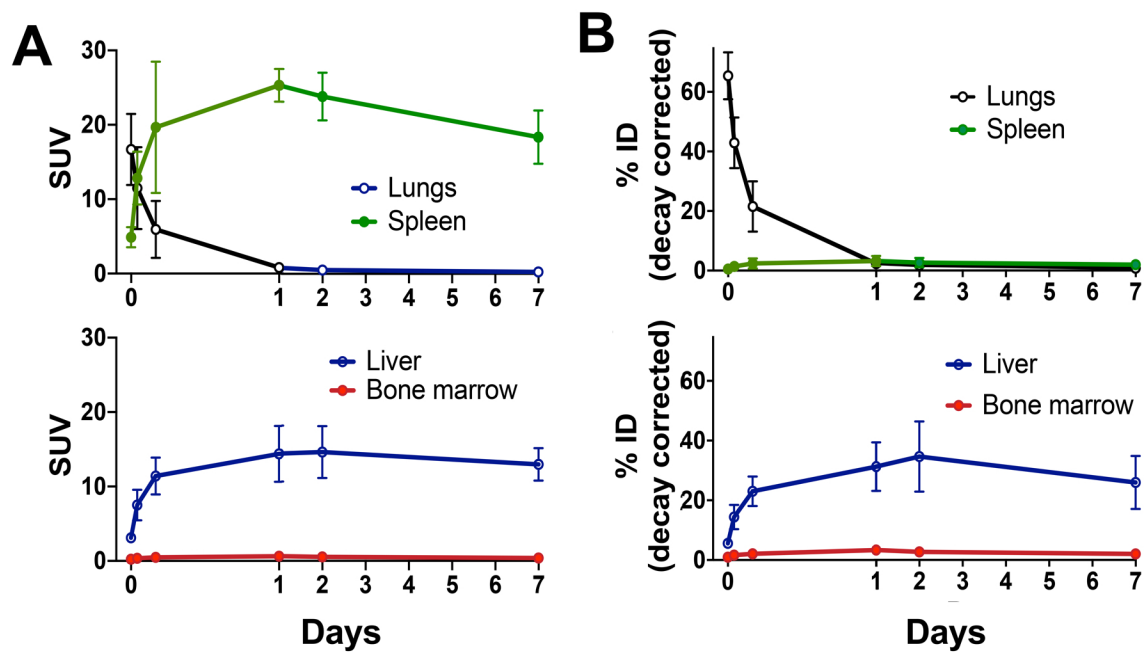 A
SUV
30
20
10
0
Lungs
Spleen
0 1 2 3 4 5 6 7
B
% ID
(decay corrected)
60
40
20
0
Lungs
Spleen
0 1 2 3 4 5 6 7
SUV
30
20
10
0
Liver
Bone marrow
0 1 2 3 4 5 6 7
Days
% ID
(decay corrected)
60
40
20
0
Liver
Bone marrow
0 1 2 3 4 5 6 7
Days